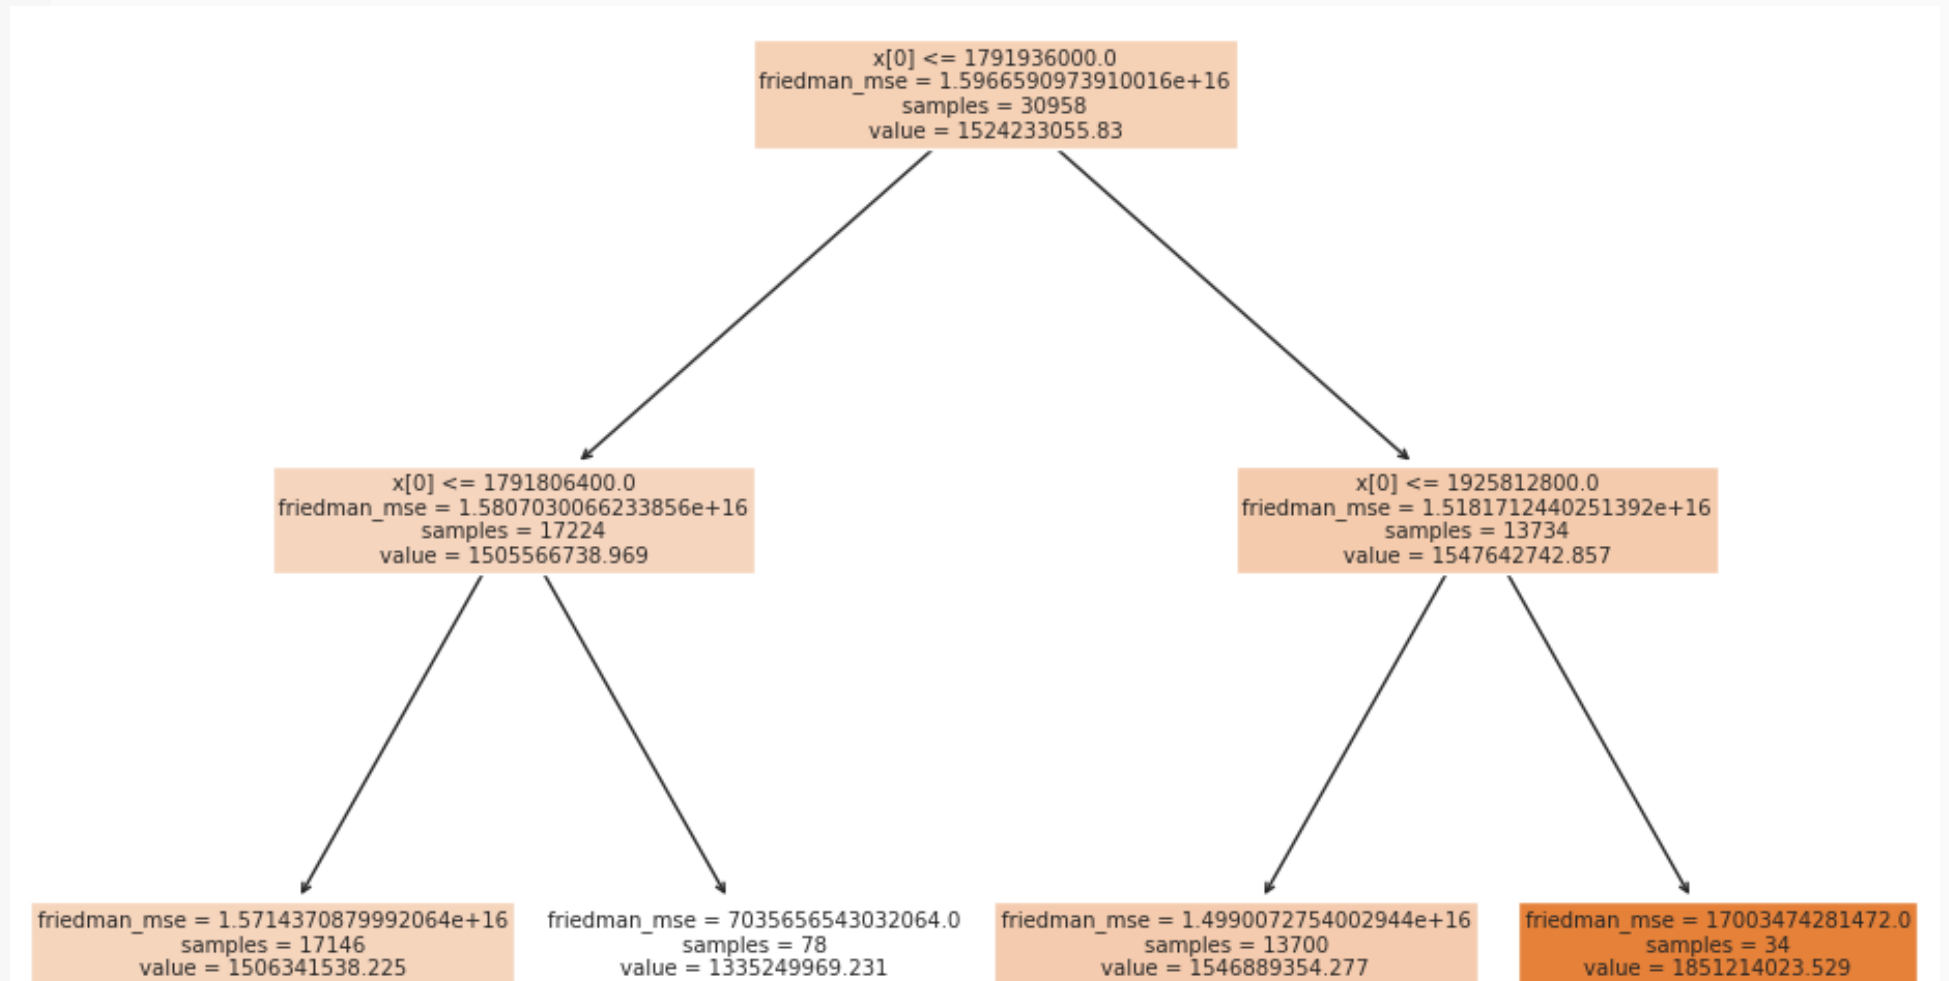 x[0] <= 1791936000.0
friedman_mse = 1.5966590973910016e+16
samples = 30958
value = 1524233055.83
x[0] <= 1791806400.0
friedman_mse = 1.5807030066233856e+16
samples = 17224
value = 1505566738.969
x[0] <= 1925812800.0
friedman_mse = 1.5181712440251392e+16
samples = 13734
value = 1547642742.857
friedman_mse = 1.5714370879992064e+16
samples = 17146
value = 1506341538.225
friedman_mse = 7035656543032064.0
samples = 78
value = 1335249969.231
friedman_mse = 1.4990072754002944e+16
samples = 13700
value = 1546889354.277
friedman_mse = 17003474281472.0
samples = 34
value = 1851214023.529